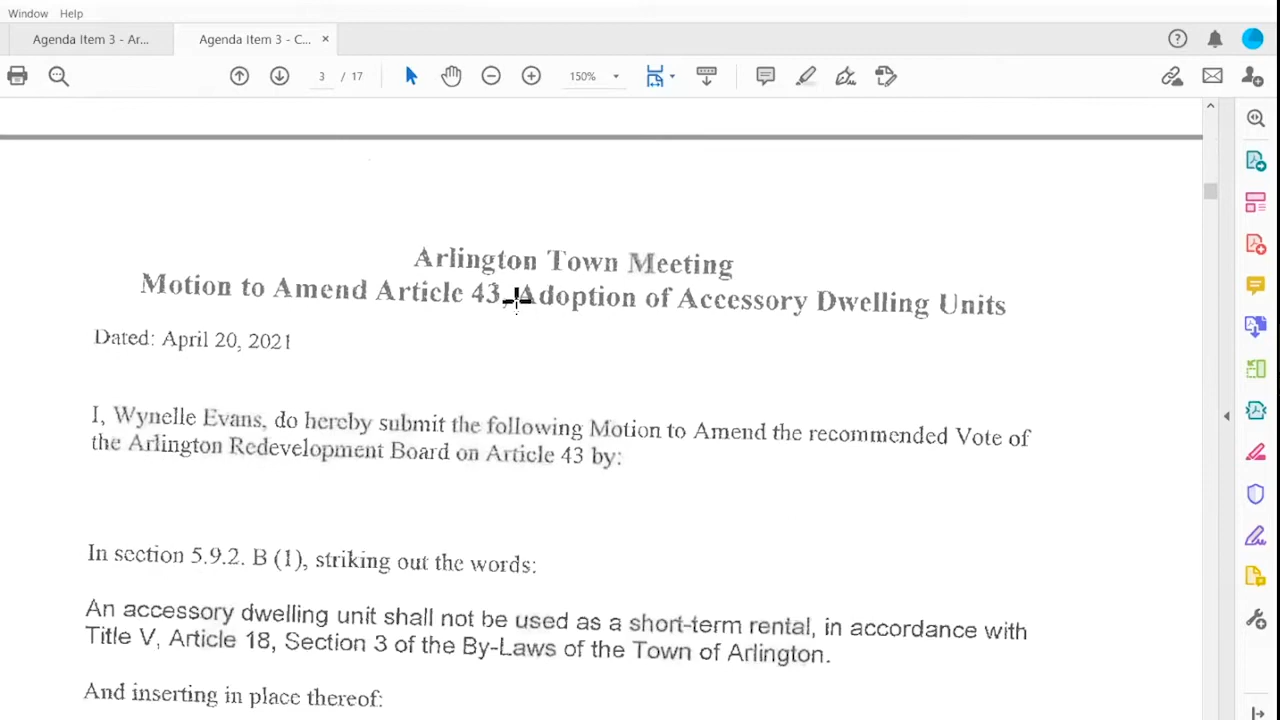 Window Help
Agenda Item 3 - Ar...
Agenda Item 3 - C... ×
3 / 17
150%
Arlington Town Meeting
Motion to Amend Article 43, Adoption of Accessory Dwelling Units
Dated: April 20, 2021
I, Wynelle Evans, do hereby submit the following Motion to Amend the recommended Vote of
the Arlington Redevelopment Board on Article 43 by:
In section 5.9.2. B (1), striking out the words:
An accessory dwelling unit shall not be used as a short-term rental, in accordance with
Title V, Article 18, Section 3 of the By-Laws of the Town of Arlington.
And inserting in place thereof: